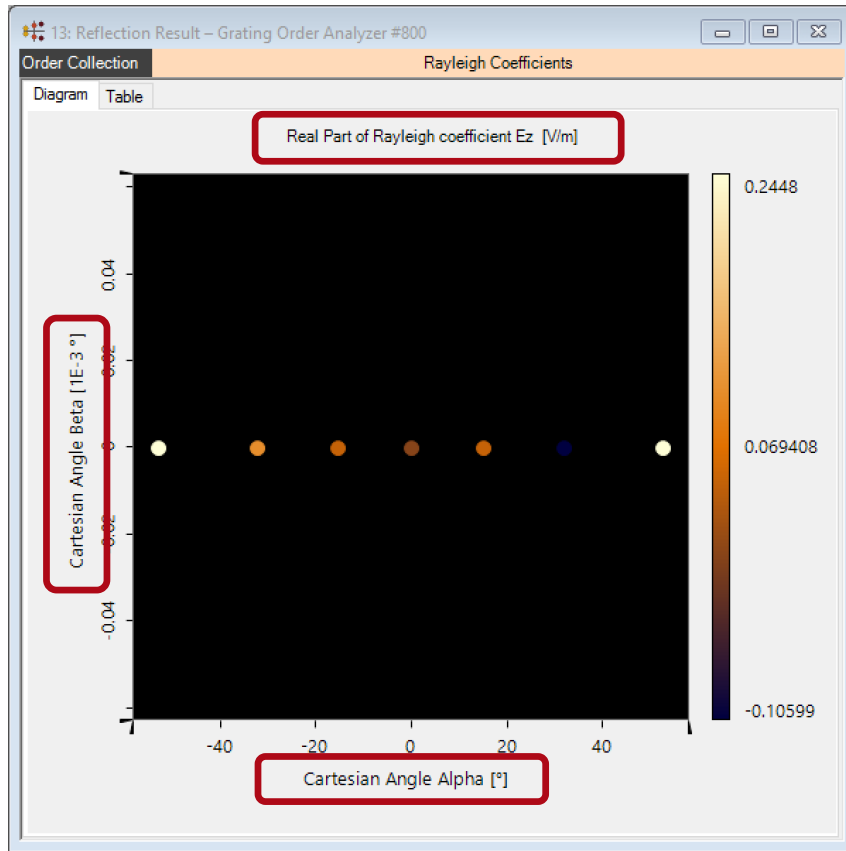 13: Reflection Result – Grating Order Analyzer #800
Order Collection
Rayleigh Coefficients
Diagram
Table
Real Part of Rayleigh coefficient Ez [V/m]
0.2448
0.069408
-0.10599
Cartesian Angle Beta [1E-3 °]
0.04
0.02
0
-0.02
-0.04
-40
-20
0
20
40
Cartesian Angle Alpha [°]